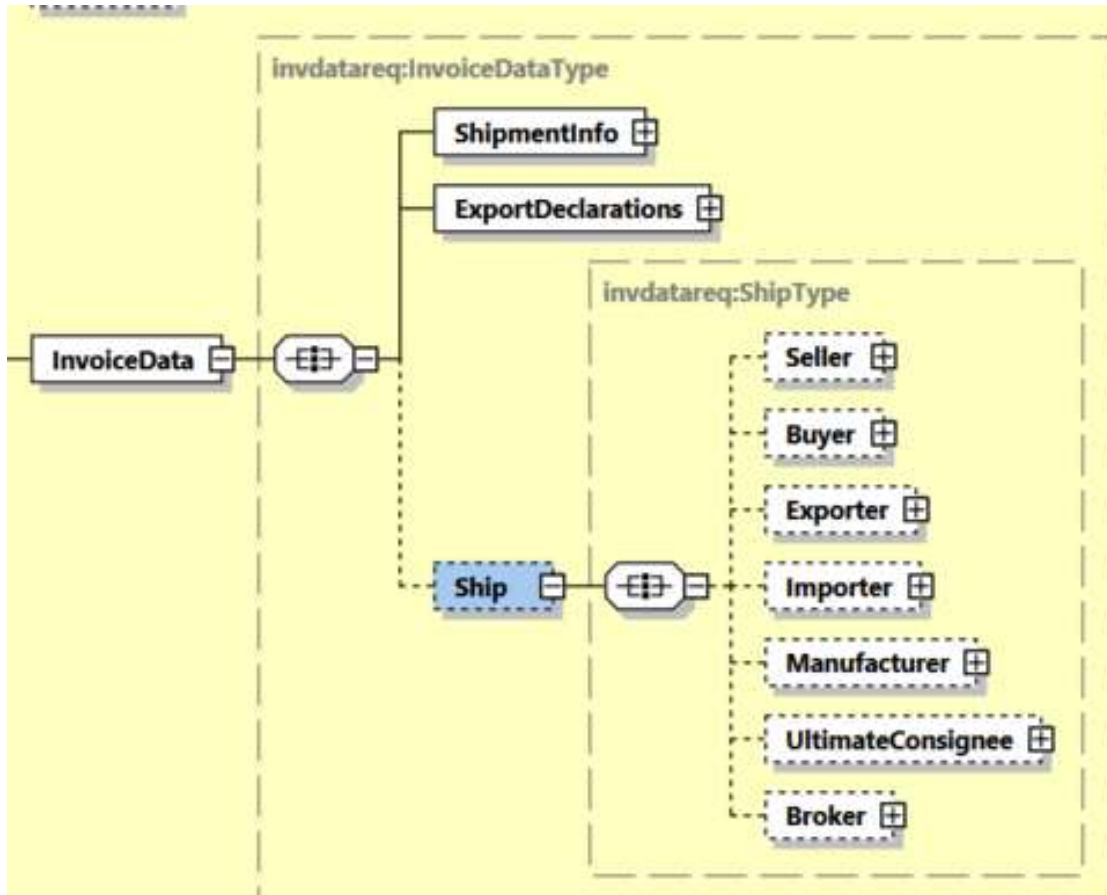 invdatareq:InvoiceDataType
ShipmentInfo
ExportDeclarations
invdatareq:ShipType
InvoiceData
Seller
Buyer
Exporter
Ship
Importer
Manufacturer
UltimateConsignee
Broker